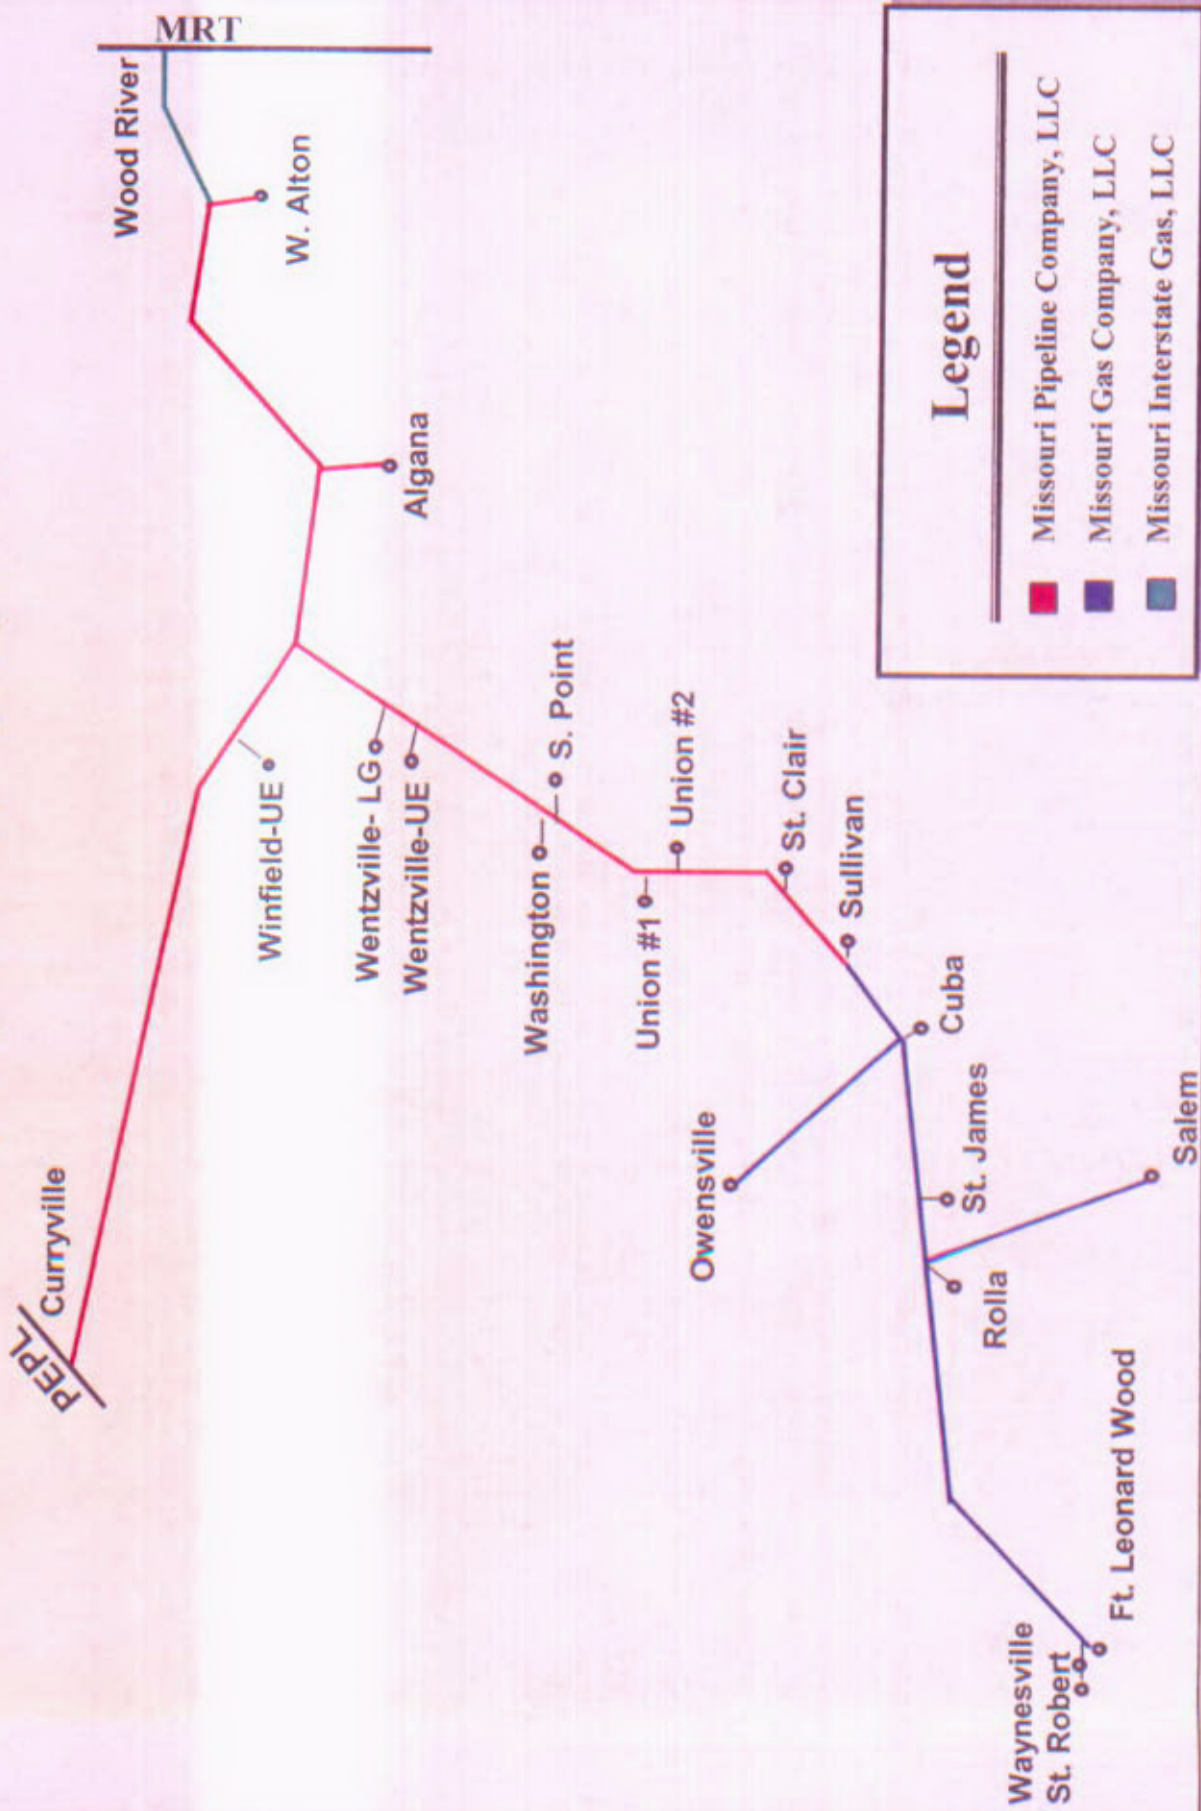 MRT
Wood River
W. Alton
Algana
PEPL
Curryville
Winfield-UE
Wentzville- LG
Wentzville-UE
Washington
S. Point
Union #1
Union #2
St. Clair
Sullivan
Cuba
Owensville
St. James
Rolla
Salem
Ft. Leonard Wood
Waynesville
St. Robert
Legend
Missouri Pipeline Company, LLC
Missouri Gas Company, LLC
Missouri Interstate Gas, LLC